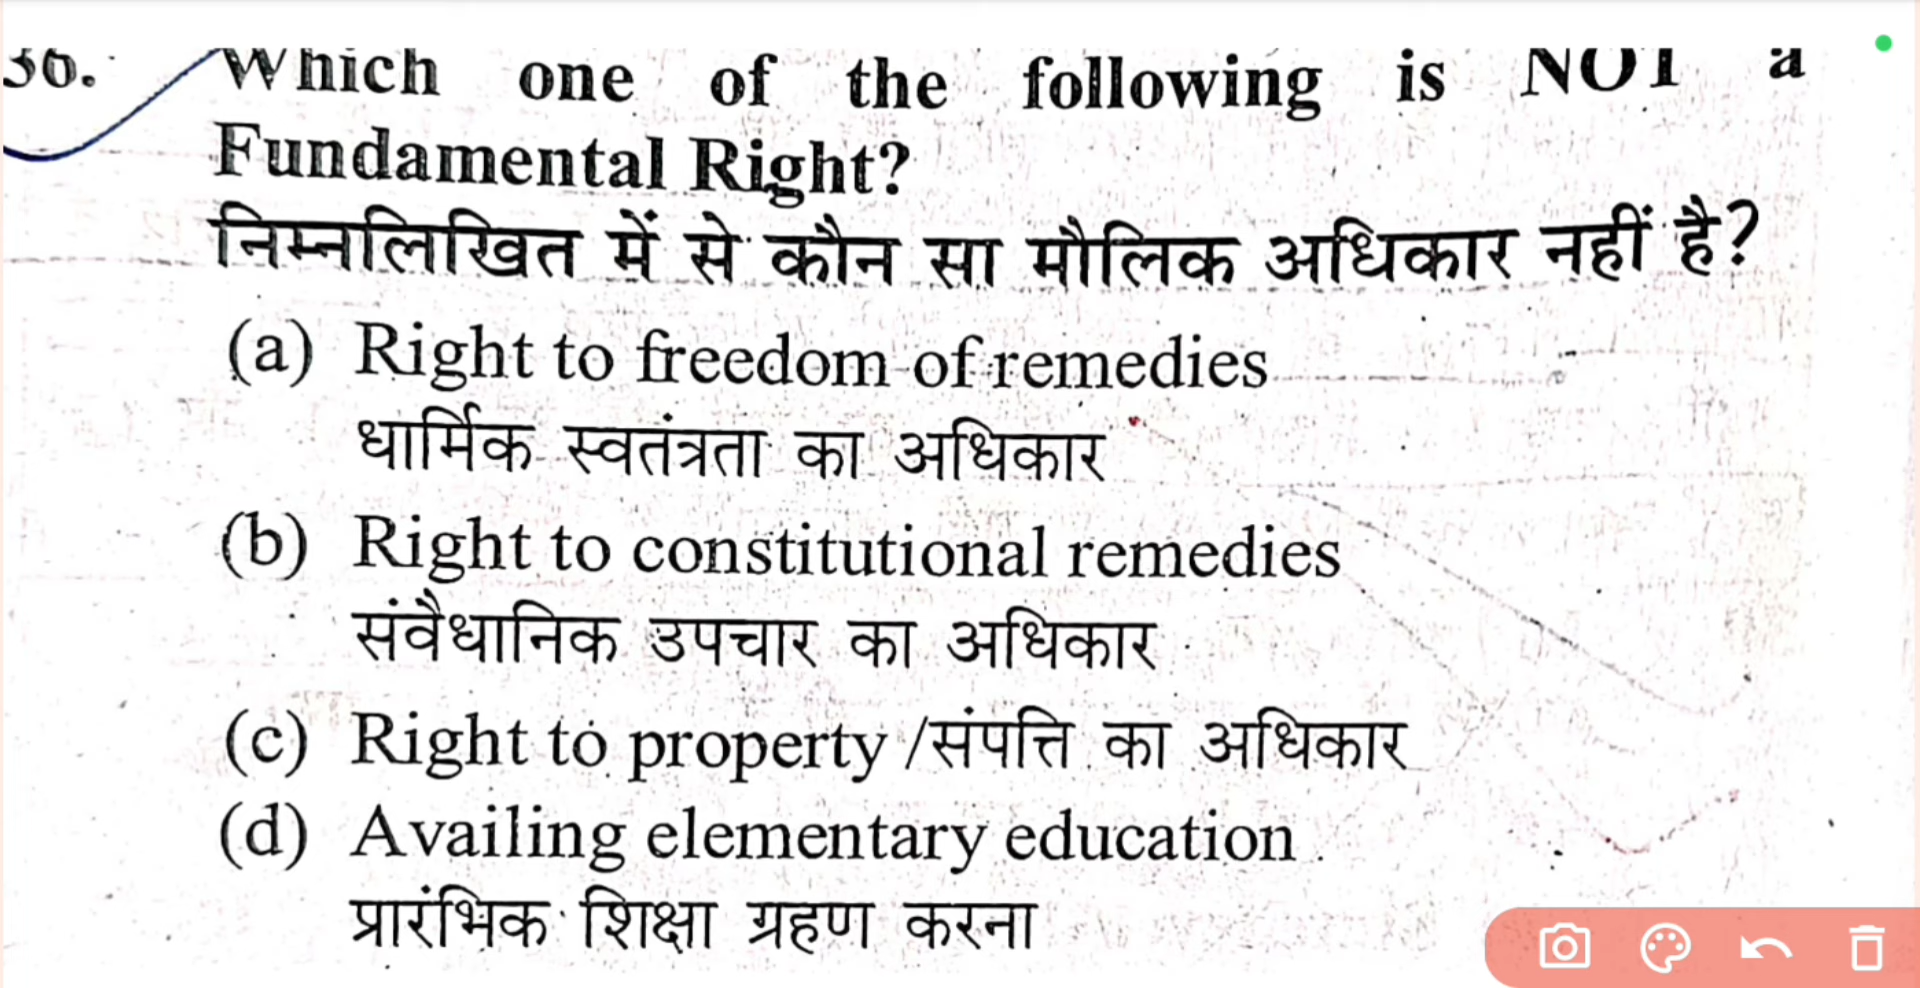 36. Which one of the following is NOT a
Fundamental Right?
निम्नलिखित में से कौन सा मौलिक अधिकार नहीं है?
(a) Right to freedom of remedies
धार्मिक स्वतंत्रता का अधिकार
(b) Right to constitutional remedies
संवैधानिक उपचार का अधिकार
(c) Right to property /संपत्ति का अधिकार
(d) Availing elementary education
प्रारंभिक शिक्षा ग्रहण करना